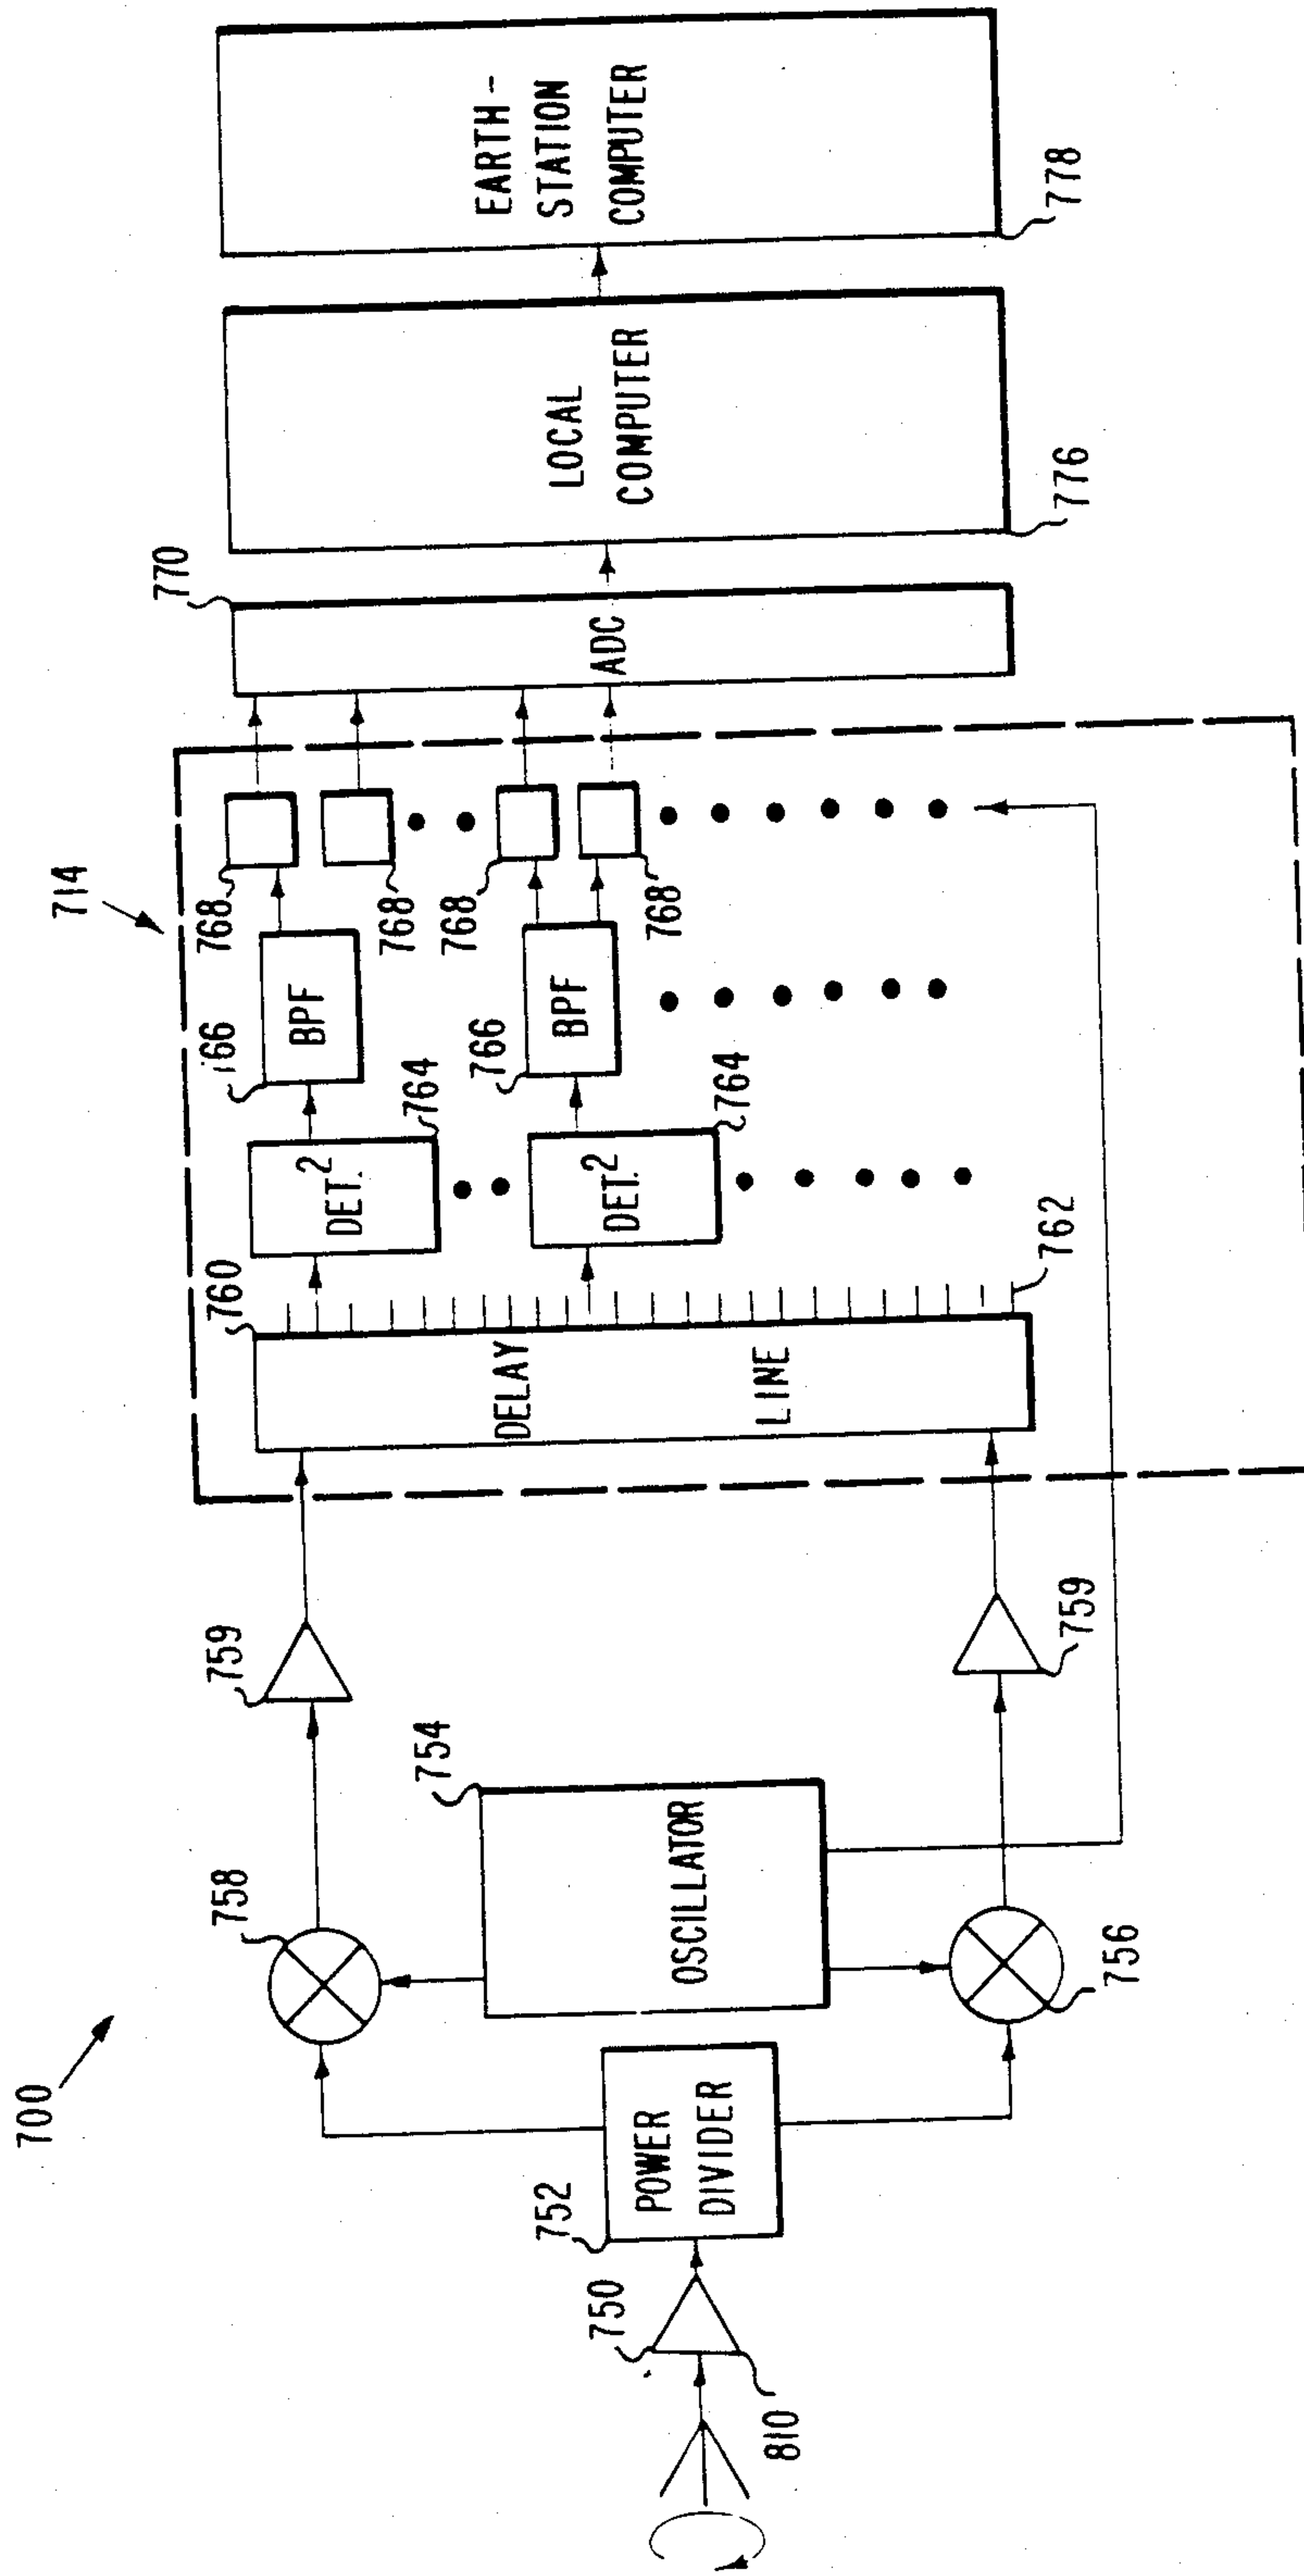 700
810
750
752
POWER
DIVIDER
758
754
OSCILLATOR
756
759
759
714
760
DELAY
LINE
762
DET.2
764
DET.2
764
766
BPF
766
BPF
768
768
768
768
770
ADC
LOCAL
COMPUTER
776
EARTH-
STATION
COMPUTER
778